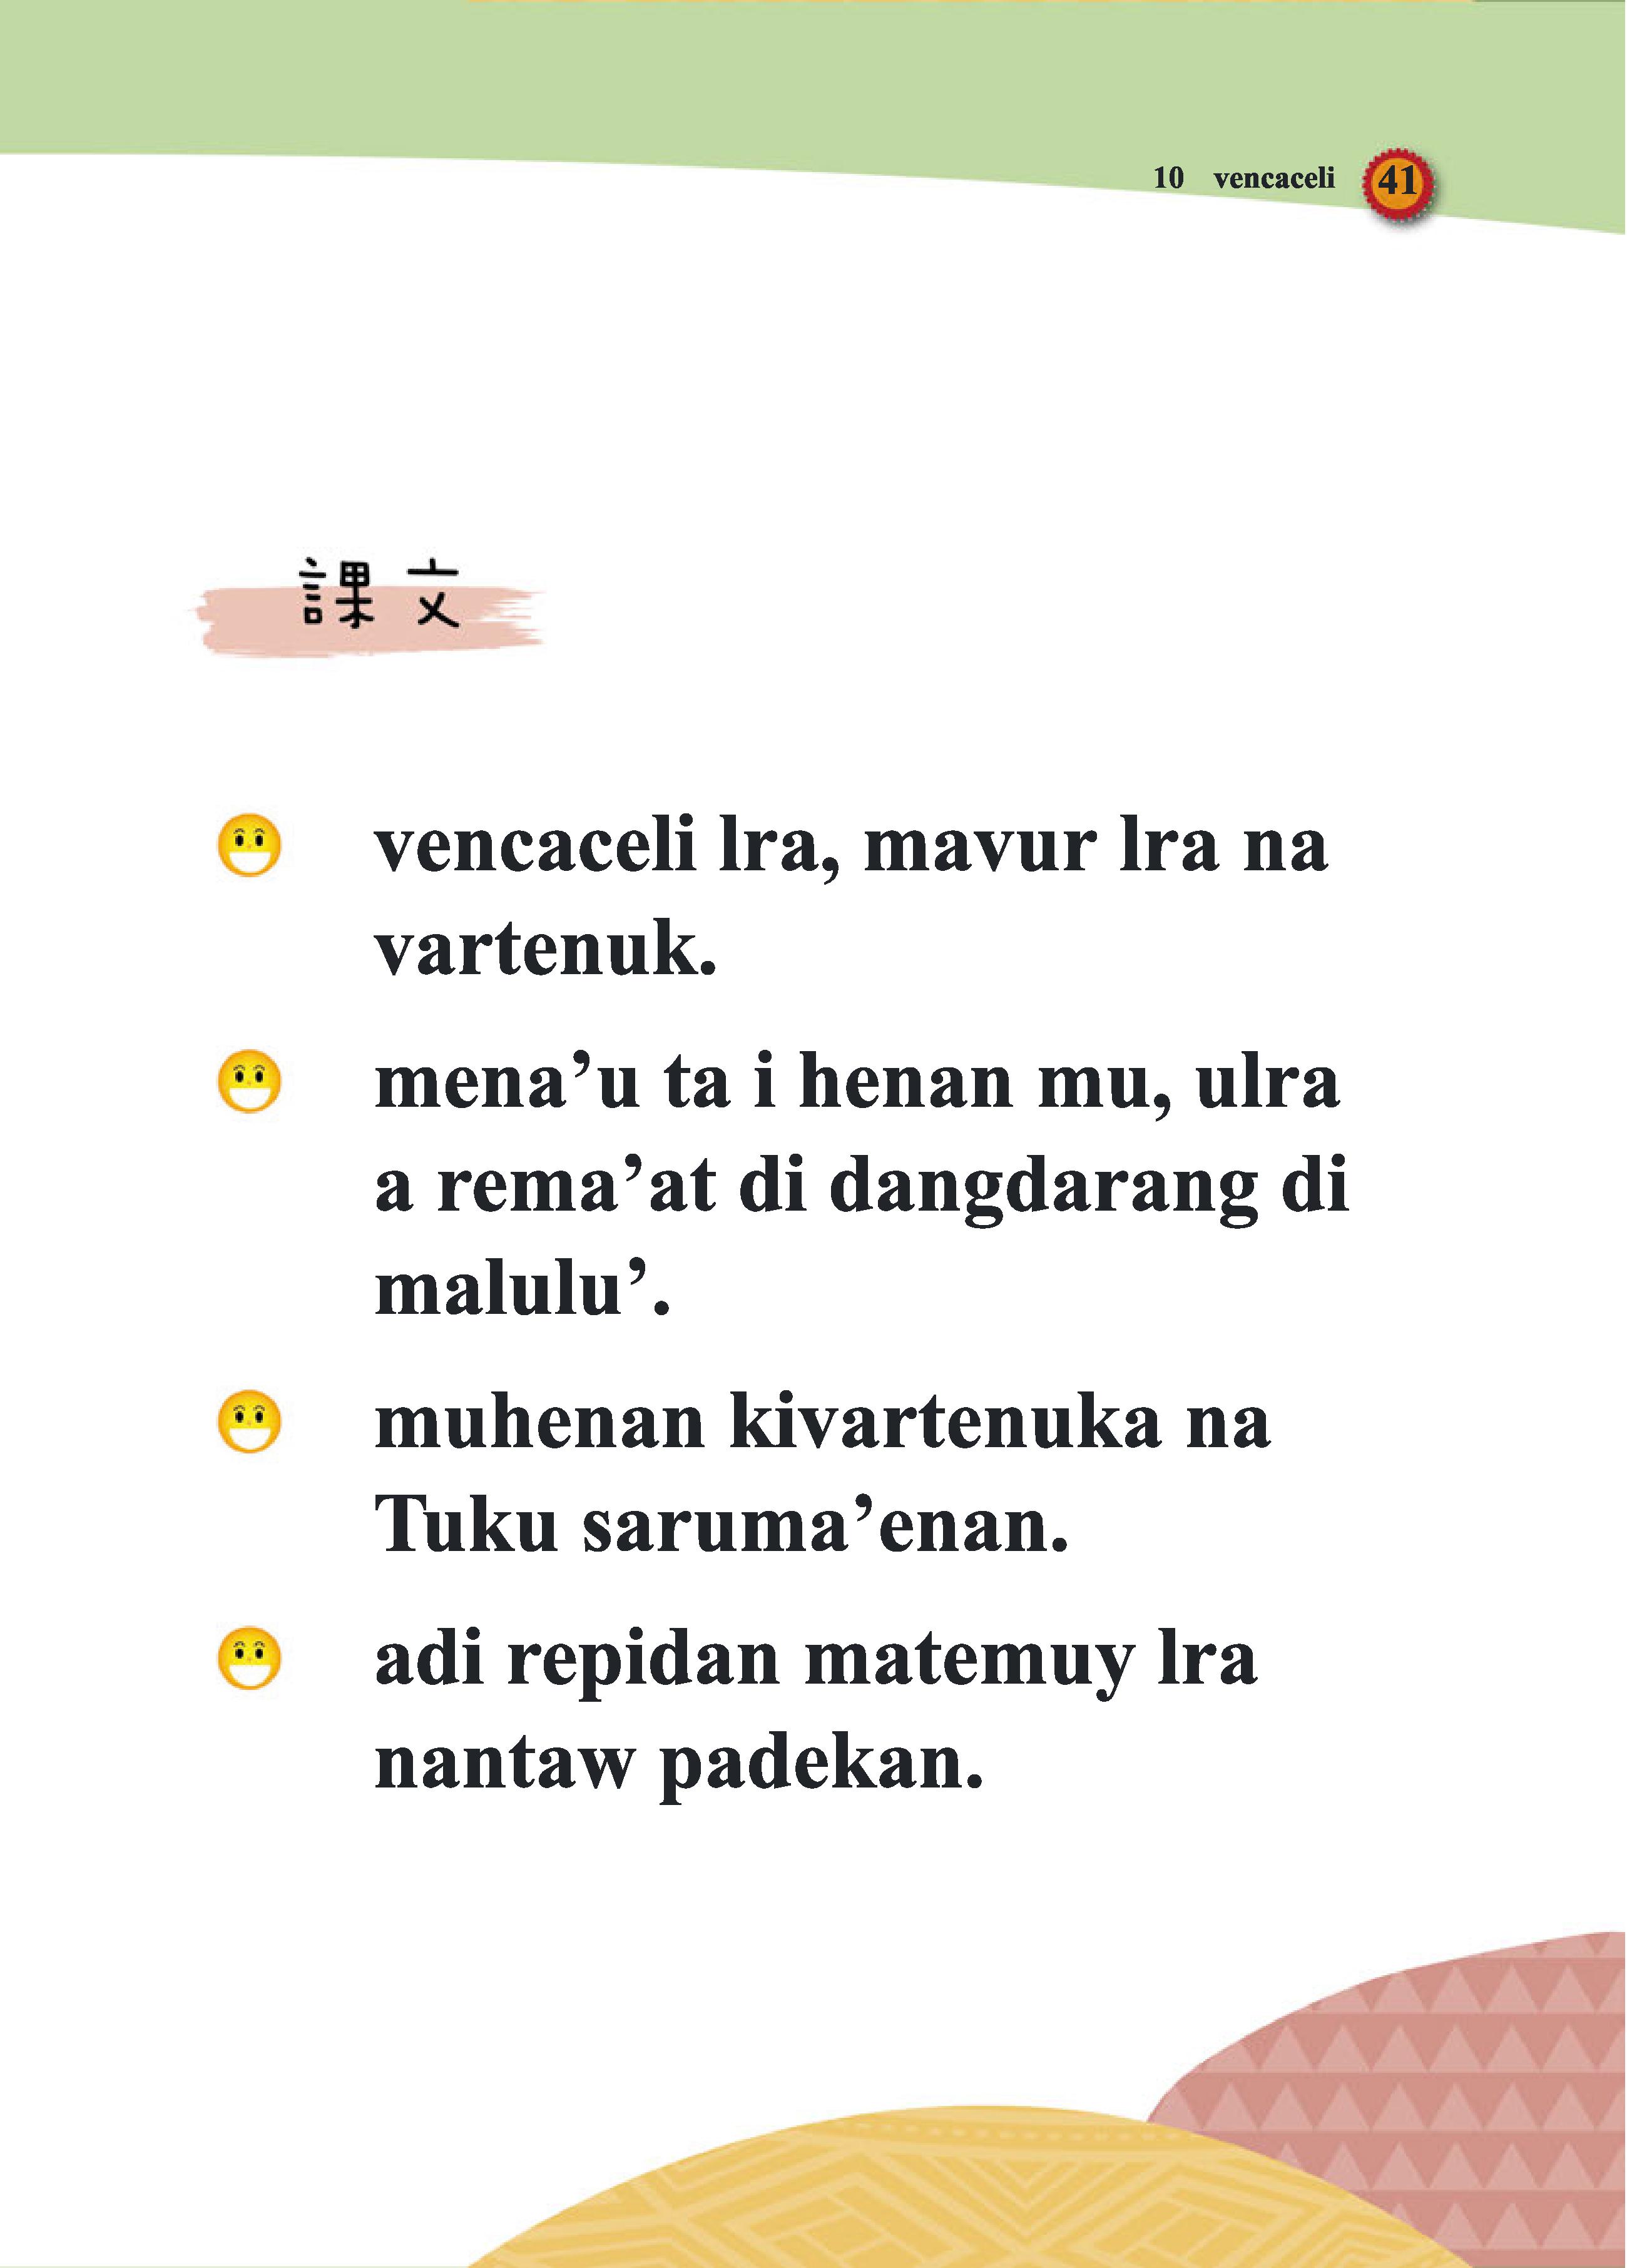 10 vencaceli 41
課文
vencaceli lra, mavur lra na
vartenuk.
mena’u ta i henan mu, ulra
a rema’at di dangdarang di
malulu’.
muhenan kivartenuka na
Tuku saruma’enan.
adi repidan matemuy lra
nantaw padekan.